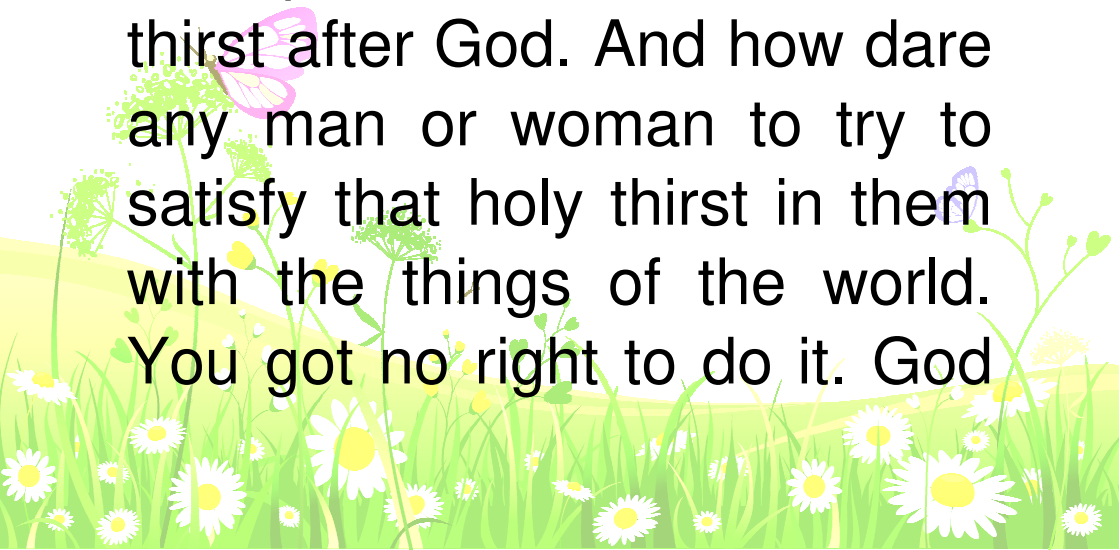 thirst after God. And how dare
any man or woman to try to
satisfy that holy thirst in them
with the things of the world.
You got no right to do it. God